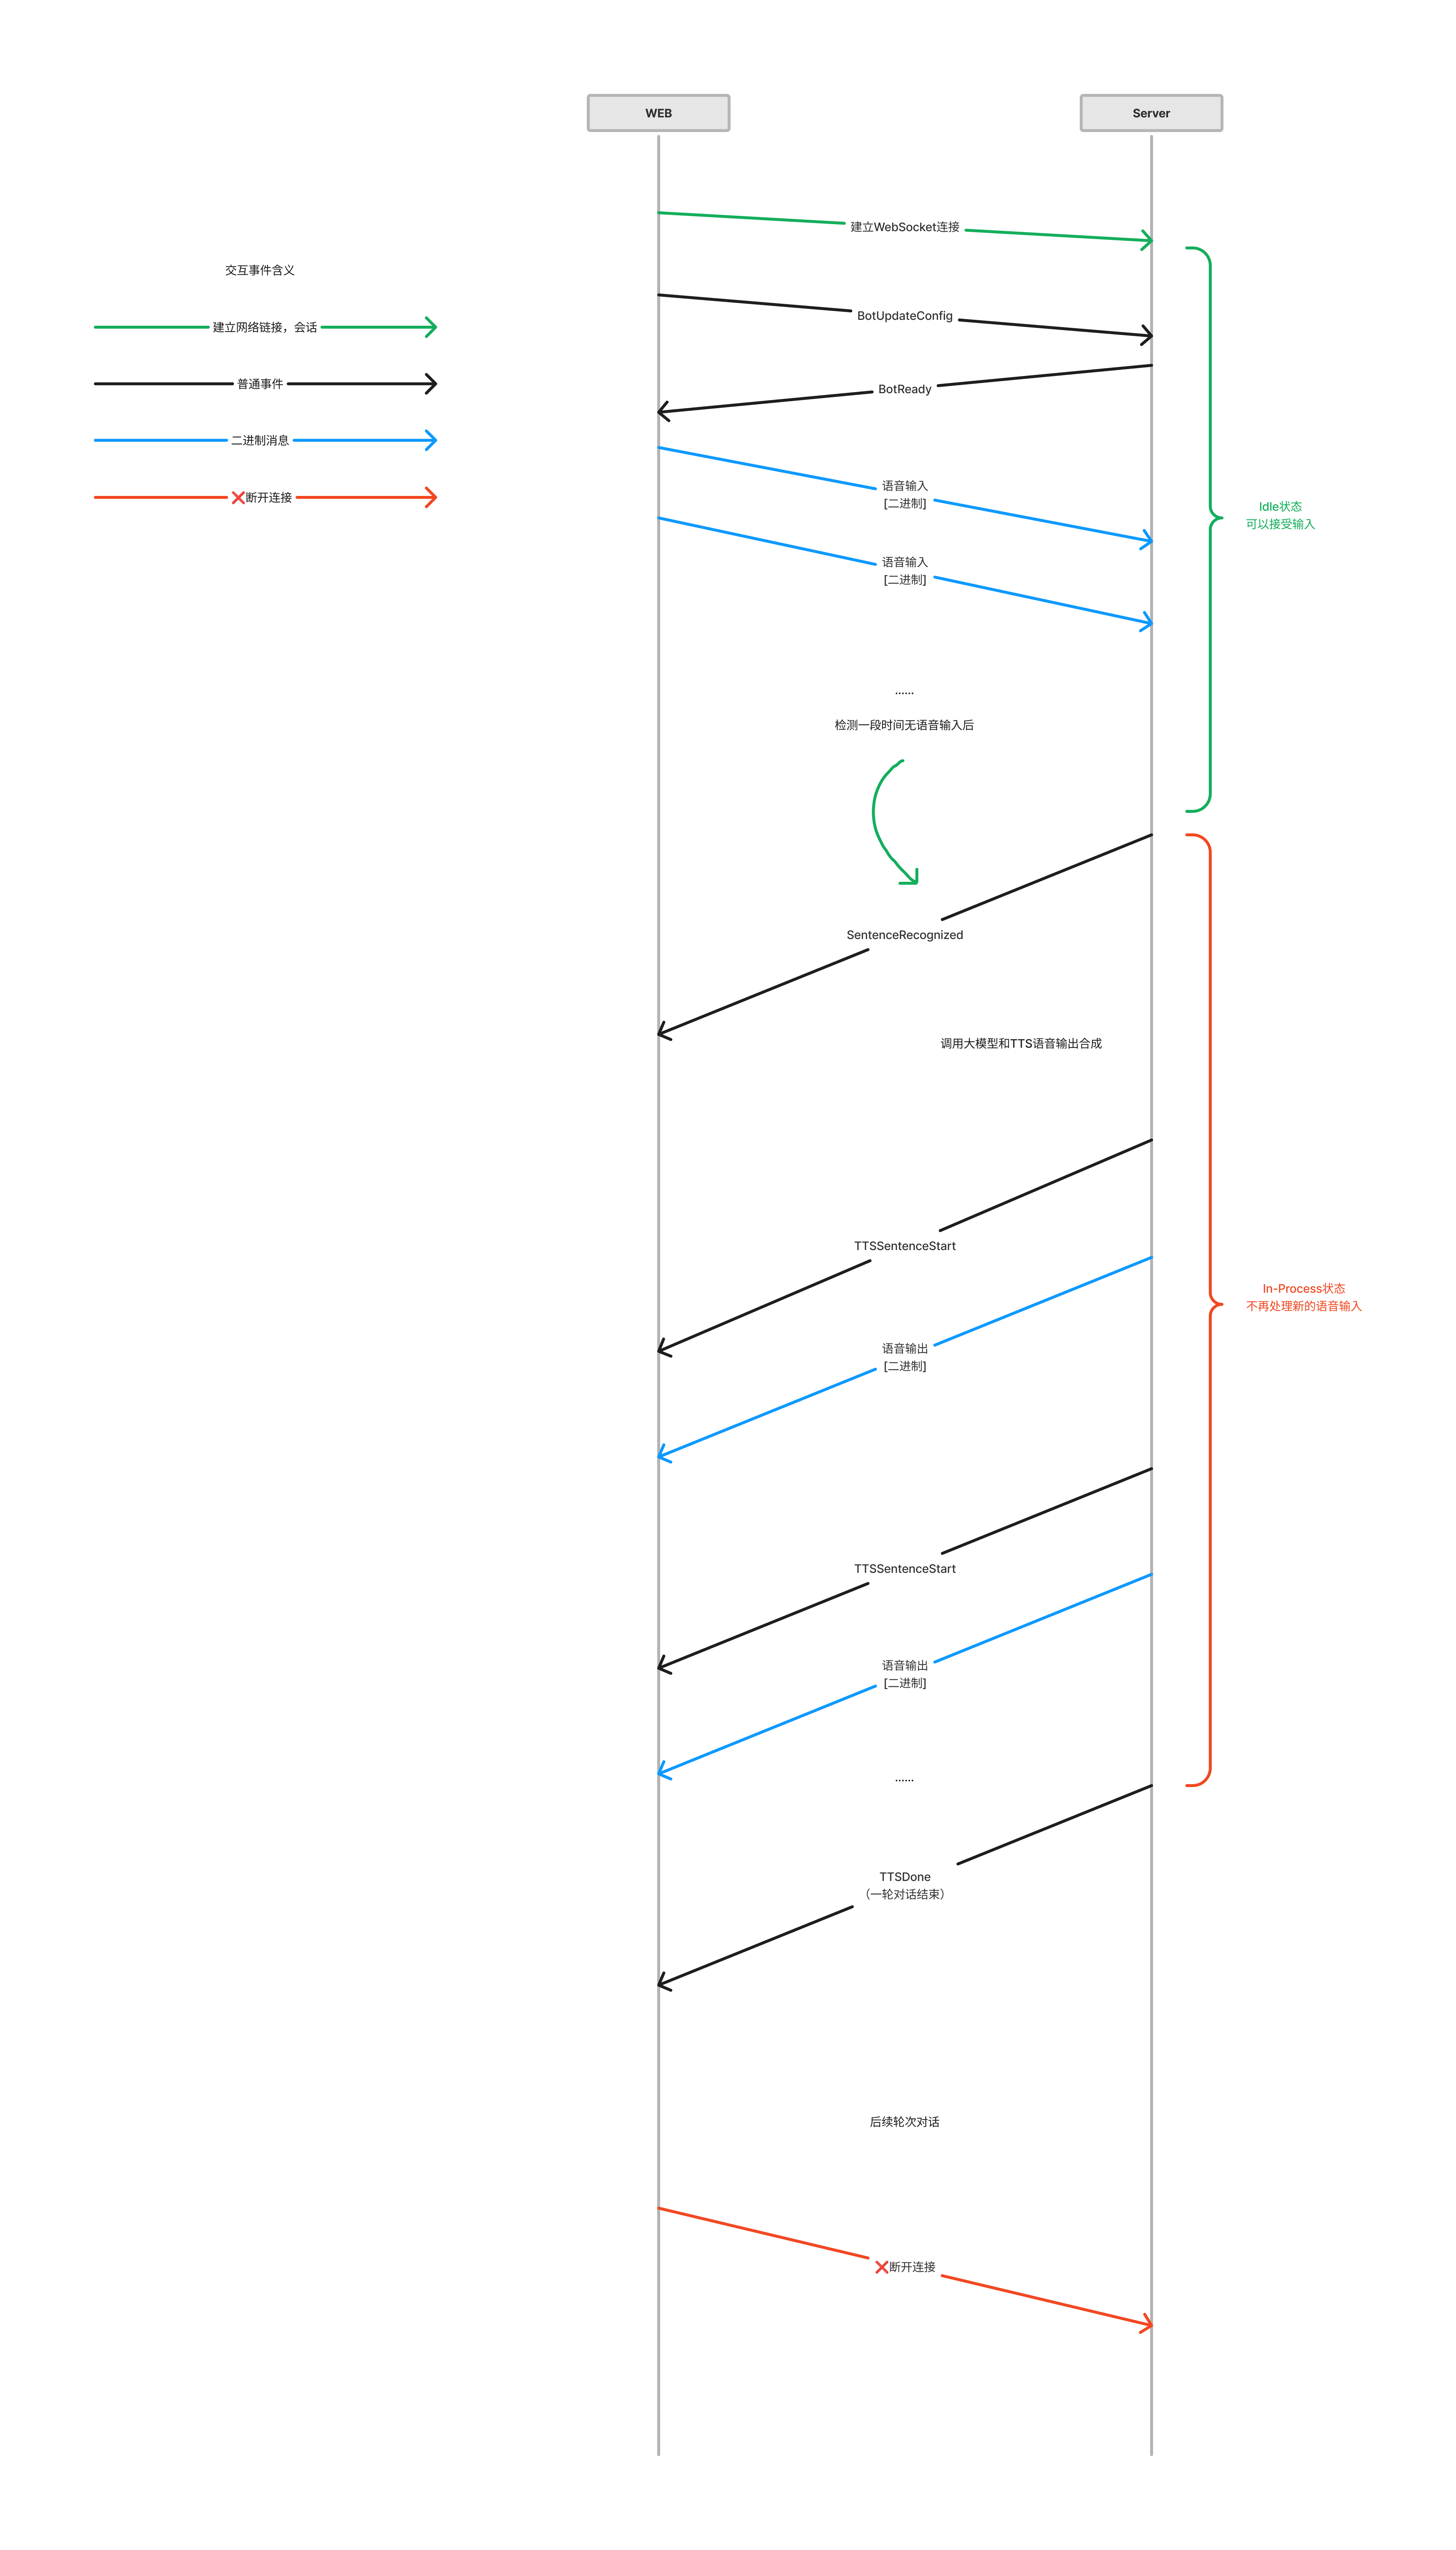 WEB
Server
建立WebSocket连接
交互事件含义
建立网络链接，会话
普通事件
二进制消息
❌断开连接
BotUpdateConfig
BotReady
语音输入
[二进制]
语音输入
[二进制]
Idle状态
可以接受输入
......
检测一段时间无语音输入后
SentenceRecognized
调用大模型和TTS语音输出合成
TTSSentenceStart
In-Process状态
不再处理新的语音输入
语音输出
[二进制]
TTSSentenceStart
语音输出
[二进制]
......
TTSDone
（一轮对话结束）
后续轮次对话
❌断开连接